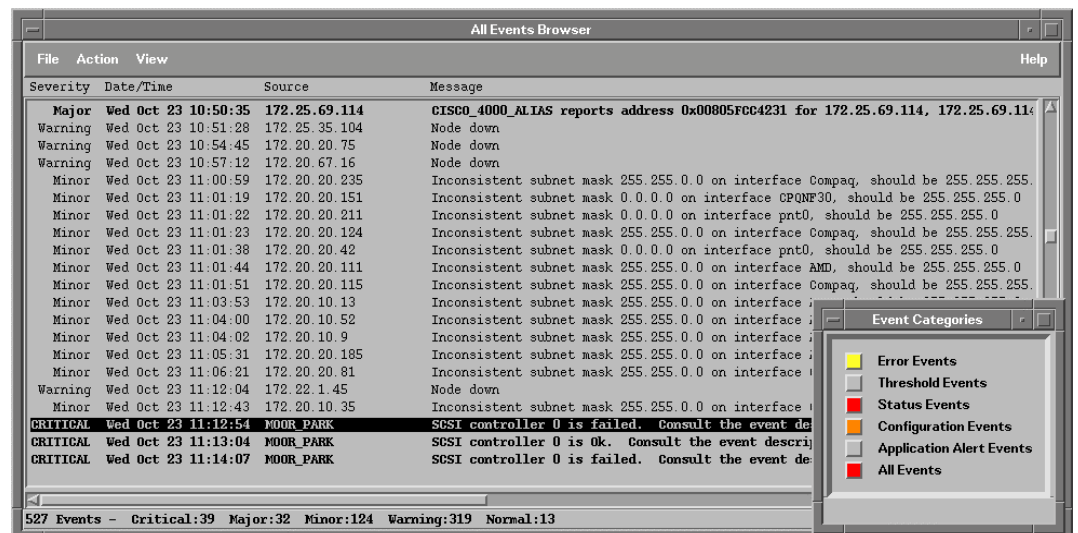 All Events Browser
File Action View Help
Severity Date/Time Source Message
Major Wed Oct 23 10:50:35 172.25.69.114 CISCO_4000_ALIAS reports address 0x00805FCC4231 for 172.25.69.114, 172.25.69.114
Warning Wed Oct 23 10:51:28 172.25.35.104 Node down
Warning Wed Oct 23 10:54:45 172.20.20.75 Node down
Warning Wed Oct 23 10:57:12 172.20.67.16 Node down
Minor Wed Oct 23 11:00:59 172.20.20.235 Inconsistent subnet mask 255.255.0.0 on interface Compaq, should be 255.255.255.
Minor Wed Oct 23 11:01:19 172.20.20.151 Inconsistent subnet mask 0.0.0.0 on interface CPQNF30, should be 255.255.255.0
Minor Wed Oct 23 11:01:22 172.20.20.211 Inconsistent subnet mask 255.255.0.0 on interface pnt0, should be 255.255.255.0
Minor Wed Oct 23 11:01:23 172.20.20.124 Inconsistent subnet mask 255.255.0.0 on interface Compaq, should be 255.255.255.
Minor Wed Oct 23 11:01:38 172.20.20.42 Inconsistent subnet mask 0.0.0.0 on interface pnt0, should be 255.255.255.0
Minor Wed Oct 23 11:01:44 172.20.20.111 Inconsistent subnet mask 255.255.0.0 on interface AMD, should be 255.255.255.0
Minor Wed Oct 23 11:01:51 172.20.20.115 Inconsistent subnet mask 255.255.0.0 on interface Compaq, should be 255.255.255.
Minor Wed Oct 23 11:03:53 172.20.10.13 Inconsistent subnet mask 255.255.0.0 on interface
Minor Wed Oct 23 11:04:00 172.20.10.52 Inconsistent subnet mask 255.255.0.0 on interface
Minor Wed Oct 23 11:04:02 172.20.10.9 Inconsistent subnet mask 255.255.0.0 on interface
Minor Wed Oct 23 11:05:31 172.20.20.185 Inconsistent subnet mask 255.255.0.0 on interface
Minor Wed Oct 23 11:06:21 172.20.20.81 Inconsistent subnet mask 255.255.0.0 on interface
Warning Wed Oct 23 11:12:04 172.22.1.45 Node down
Minor Wed Oct 23 11:12:43 172.20.10.35 Inconsistent subnet mask 255.255.0.0 on interface
CRITICAL Wed Oct 23 11:12:54 MOOR_PARK SCSI controller 0 is failed. Consult the event
CRITICAL Wed Oct 23 11:13:04 MOOR_PARK SCSI controller 0 is Ok. Consult the event
CRITICAL Wed Oct 23 11:14:07 MOOR_PARK SCSI controller 0 is failed. Consult the event
527 Events - Critical:39 Major:32 Minor:124 Warning:319 Normal:13
Event Categories
Error Events
Threshold Events
Status Events
Configuration Events
Application Alert Events
All Events